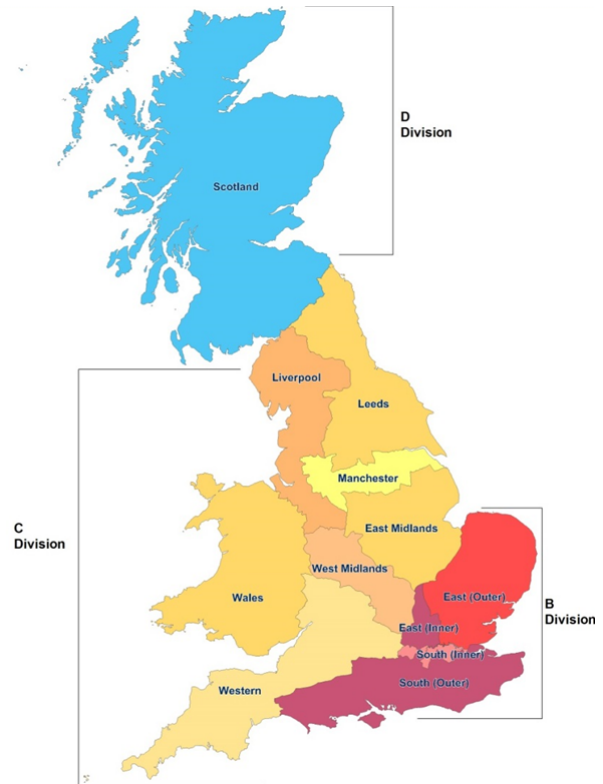 D
Division
Scotland
Liverpool
Leeds
Manchester
East Midlands
C
Division
West Midlands
Wales
East (Outer)
B
Division
East (Inner)
South (Inner)
South (Outer)
Western